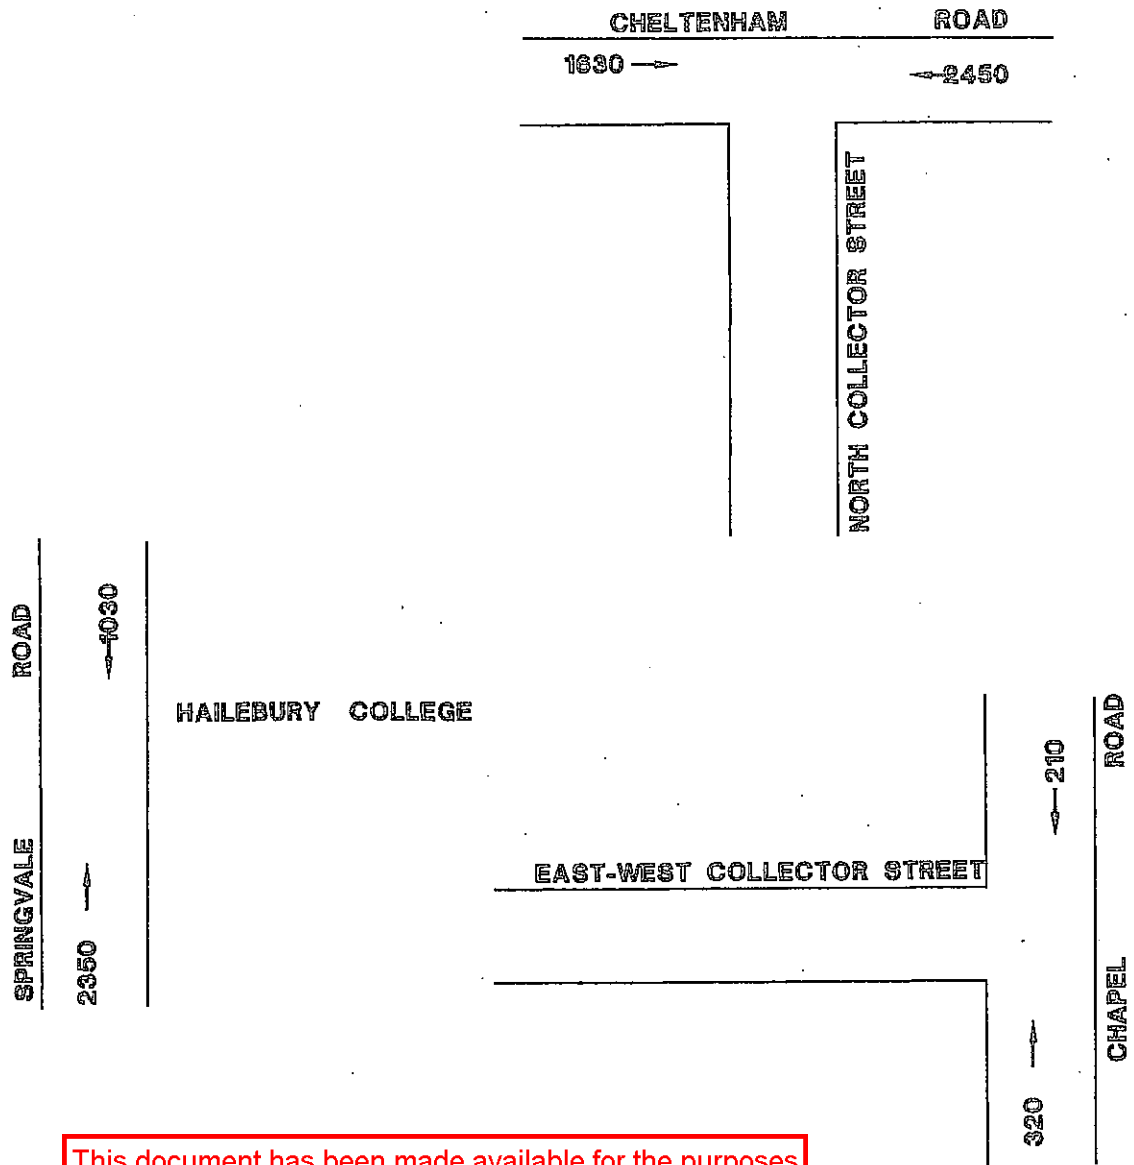 CHELTENHAM ROAD
1630
2450
NORTH COLLECTOR STREET
SPRINGVALE ROAD
1030
2350
HAILEBURY COLLEGE
EAST-WEST COLLECTOR STREET
CHAPEL ROAD
210
320
This document has been made available for the purposes